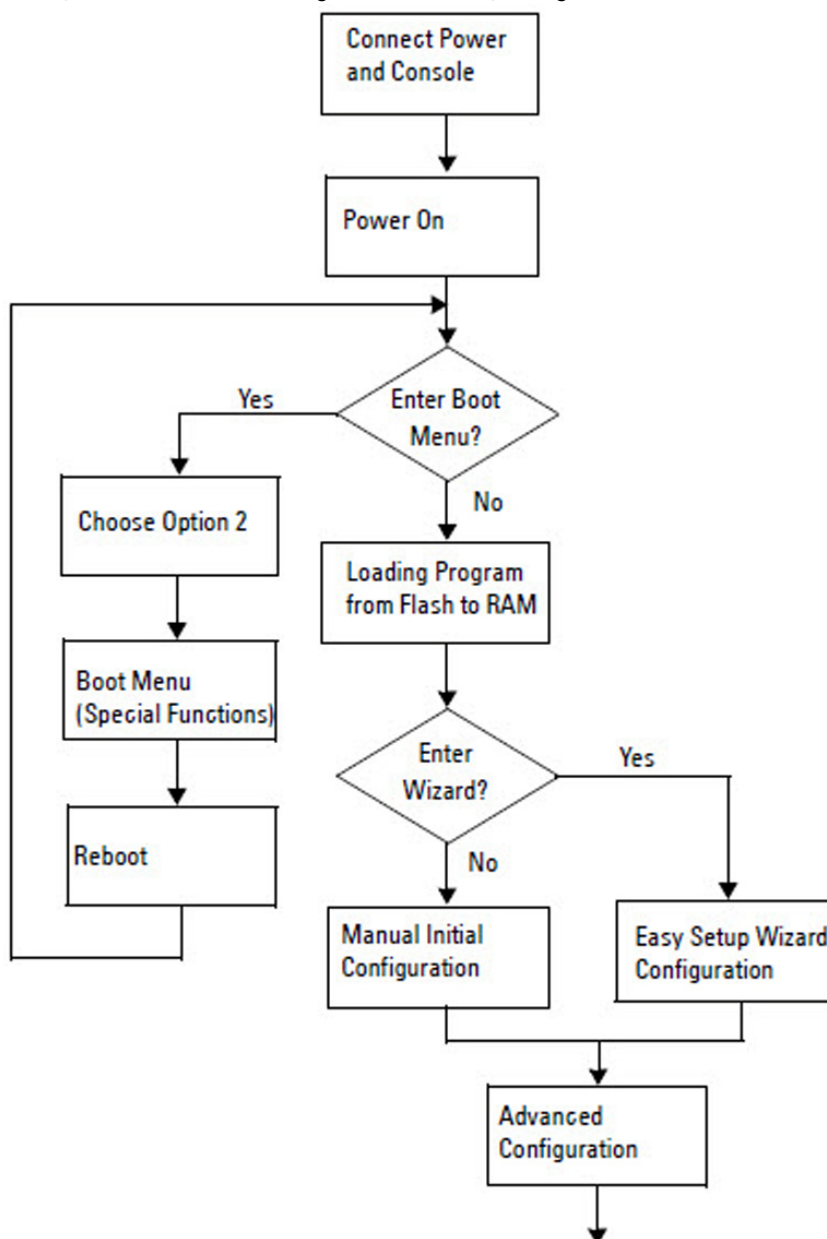 Connect Power
and Console
Power On
Enter Boot
Menu?
Yes
No
Choose Option 2
Loading Program
from Flash to RAM
Boot Menu
(Special Functions)
Enter
Wizard?
Yes
No
Reboot
Manual Initial
Configuration
Easy Setup Wizard
Configuration
Advanced
Configuration